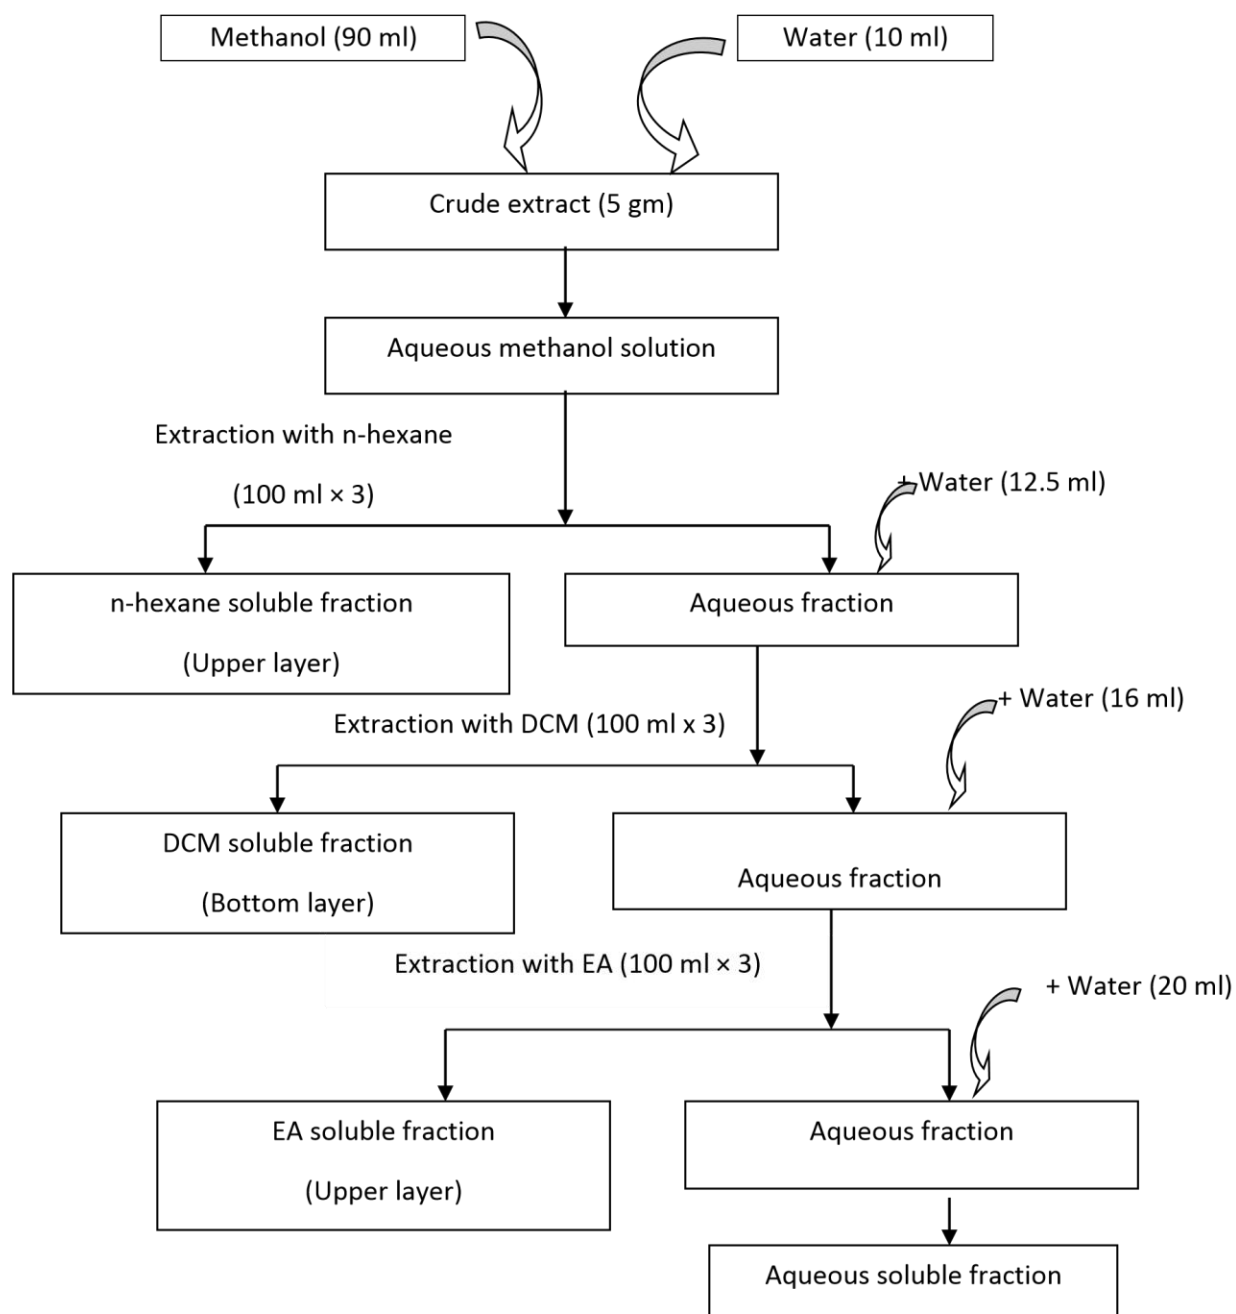 Methanol (90 ml)
Water (10 ml)
Crude extract (5 gm)
Aqueous methanol solution
Extraction with n-hexane
(100 ml × 3)
+ Water (12.5 ml)
n-hexane soluble fraction
(Upper layer)
Aqueous fraction
+ Water (16 ml)
Extraction with DCM (100 ml x 3)
DCM soluble fraction
(Bottom layer)
Aqueous fraction
Extraction with EA (100 ml × 3)
+ Water (20 ml)
EA soluble fraction
(Upper layer)
Aqueous fraction
Aqueous soluble fraction